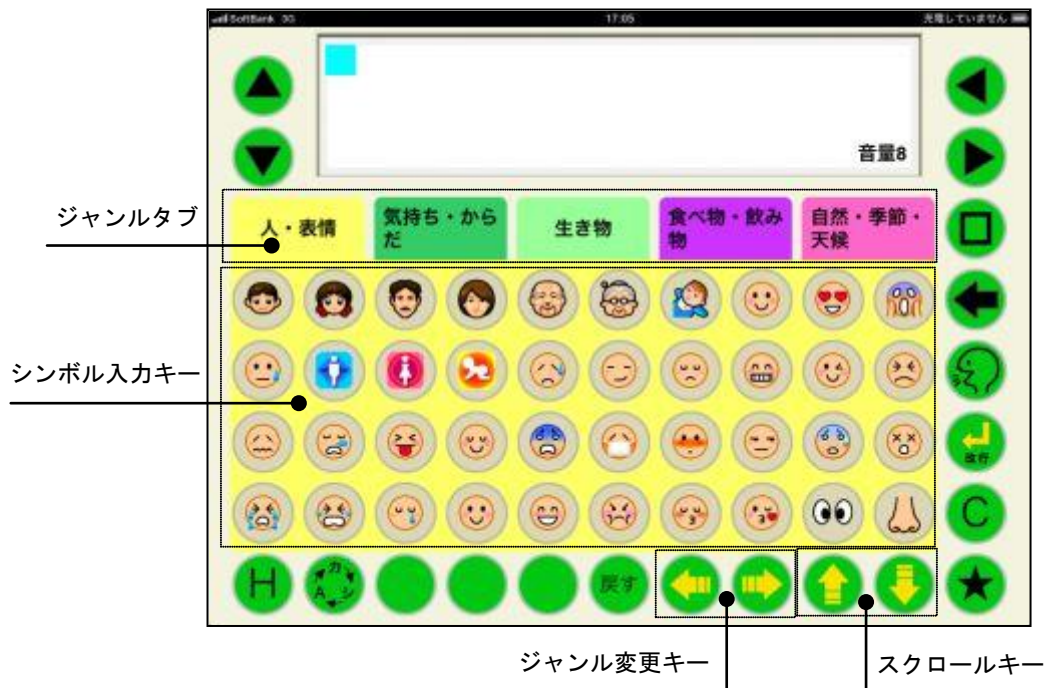 SoftBank 3G 17:05 充電していません
音量8
ジャンルタブ
人・表情
気持ち・からだ
生き物
食べ物・飲み物
自然・季節・天候
シンボル入力キー
改行
C
H
カ
A シ
戻す
ジャンル変更キー
スクロールキー